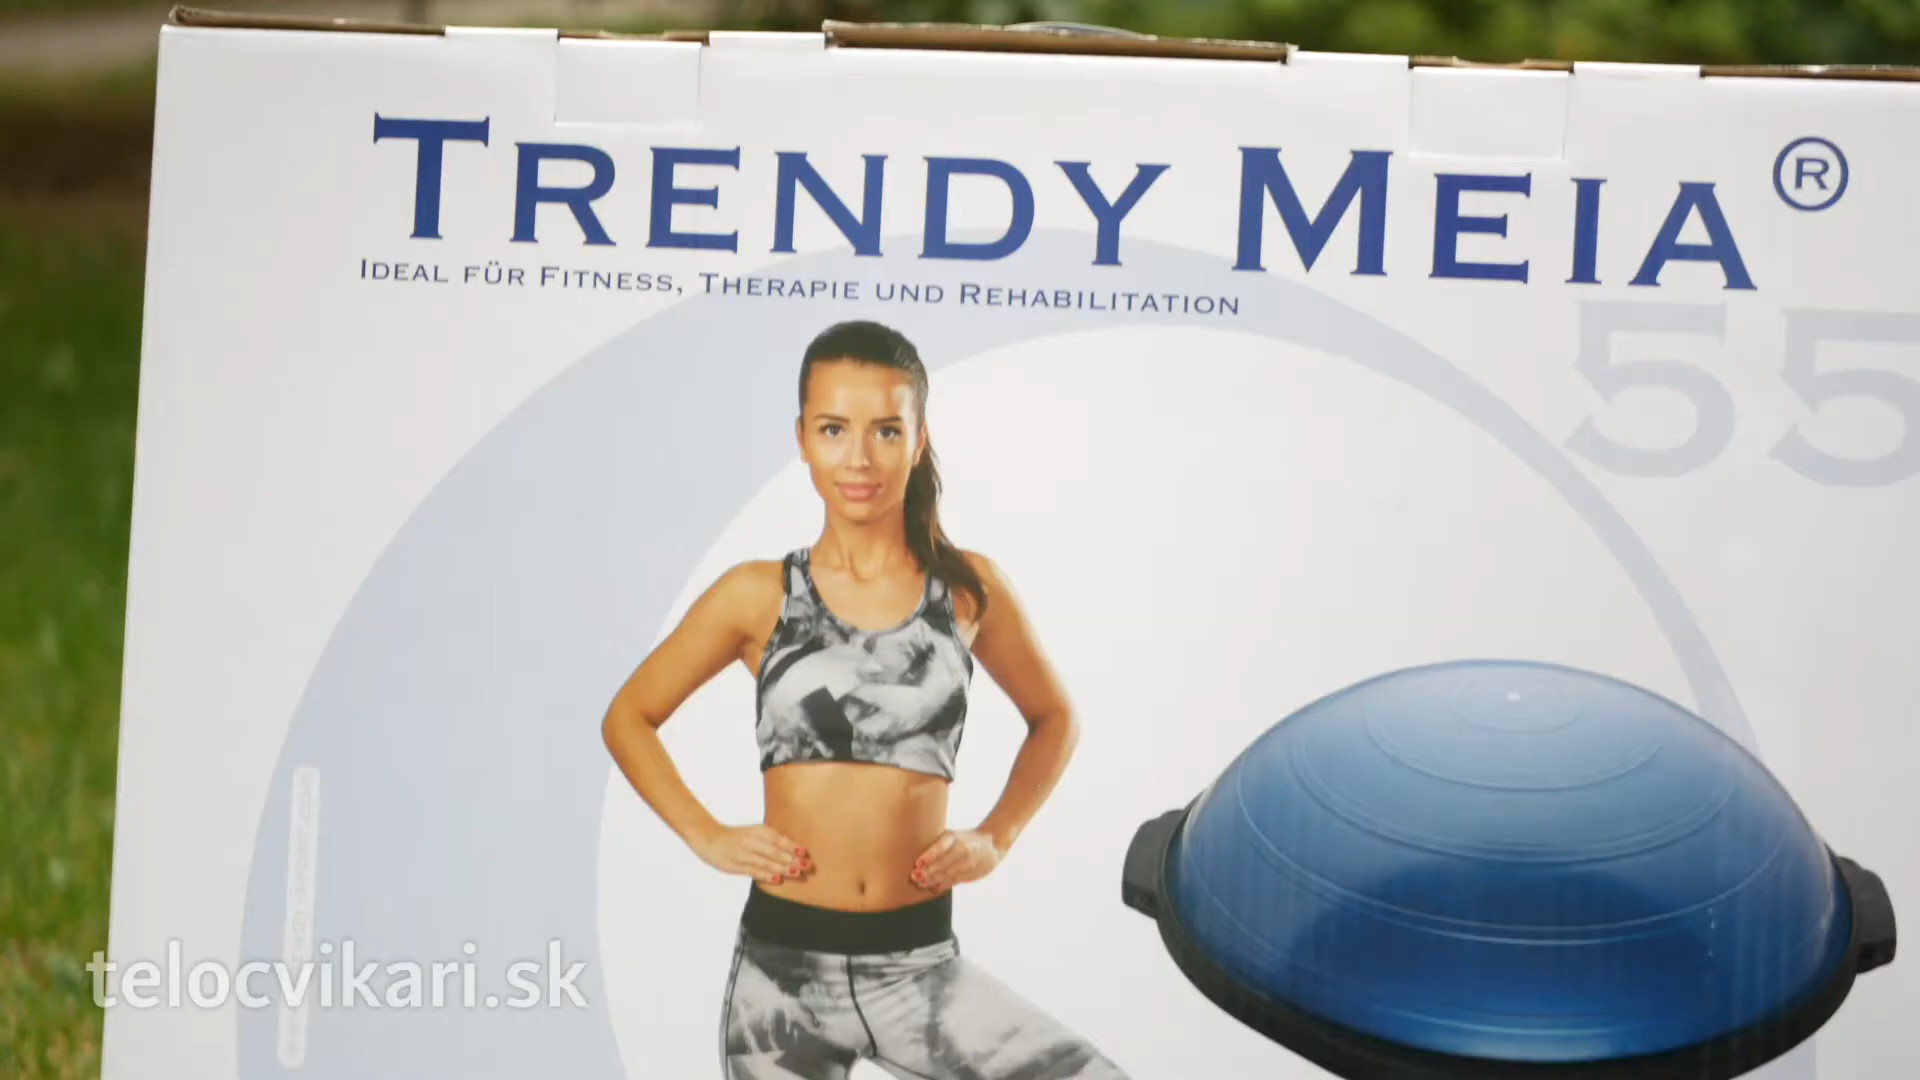 TRENDY MEIA®
IDEAL FÜR FITNESS, THERAPIE UND REHABILITATION
55
telocvikari.sk